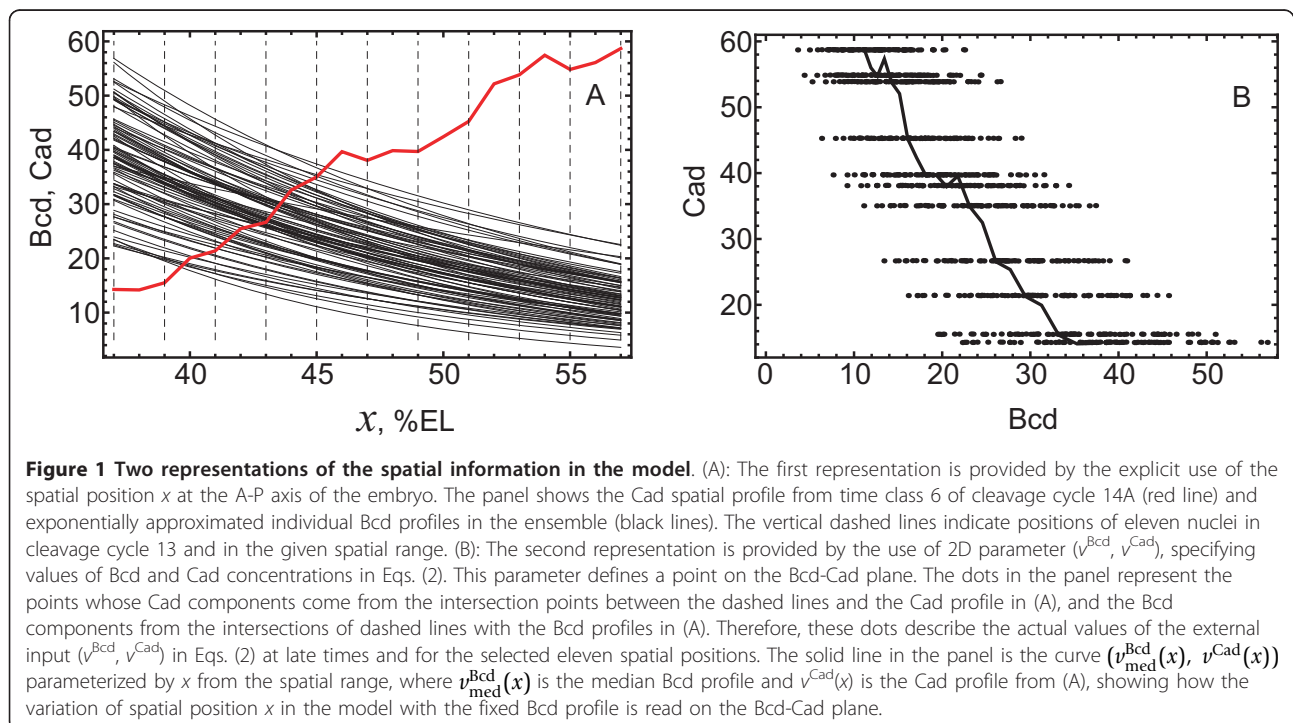 60
50
40
30
20
10
Bcd, Cad
A
40
45
50
55
x, %EL
60
50
40
30
20
Cad
B
0
10
20
30
40
50
Bcd
Figure 1 Two representations of the spatial information in the model. (A): The first representation is provided by the explicit use of the
spatial position x at the A-P axis of the embryo. The panel shows the Cad spatial profile from time class 6 of cleavage cycle 14A (red line) and
exponentially approximated individual Bcd profiles in the ensemble (black lines). The vertical dashed lines indicate positions of eleven nuclei in
cleavage cycle 13 and in the given spatial range. (B): The second representation is provided by the use of 2D parameter (v^Bcd, v^Cad), specifying
values of Bcd and Cad concentrations in Eqs. (2). This parameter defines a point on the Bcd-Cad plane. The dots in the panel represent the
points whose Cad components come from the intersection points between the dashed lines and the Cad profile in (A), and the Bcd
components from the intersections of dashed lines with the Bcd profiles in (A). Therefore, these dots describe the actual values of the external
input (v^Bcd, v^Cad) in Eqs. (2) at late times and for the selected eleven spatial positions. The solid line in the panel is the curve (v_med^Bcd(x), v^Cad(x))
parameterized by x from the spatial range, where v_med^Bcd(x) is the median Bcd profile and v^Cad(x) is the Cad profile from (A), showing how the
variation of spatial position x in the model with the fixed Bcd profile is read on the Bcd-Cad plane.